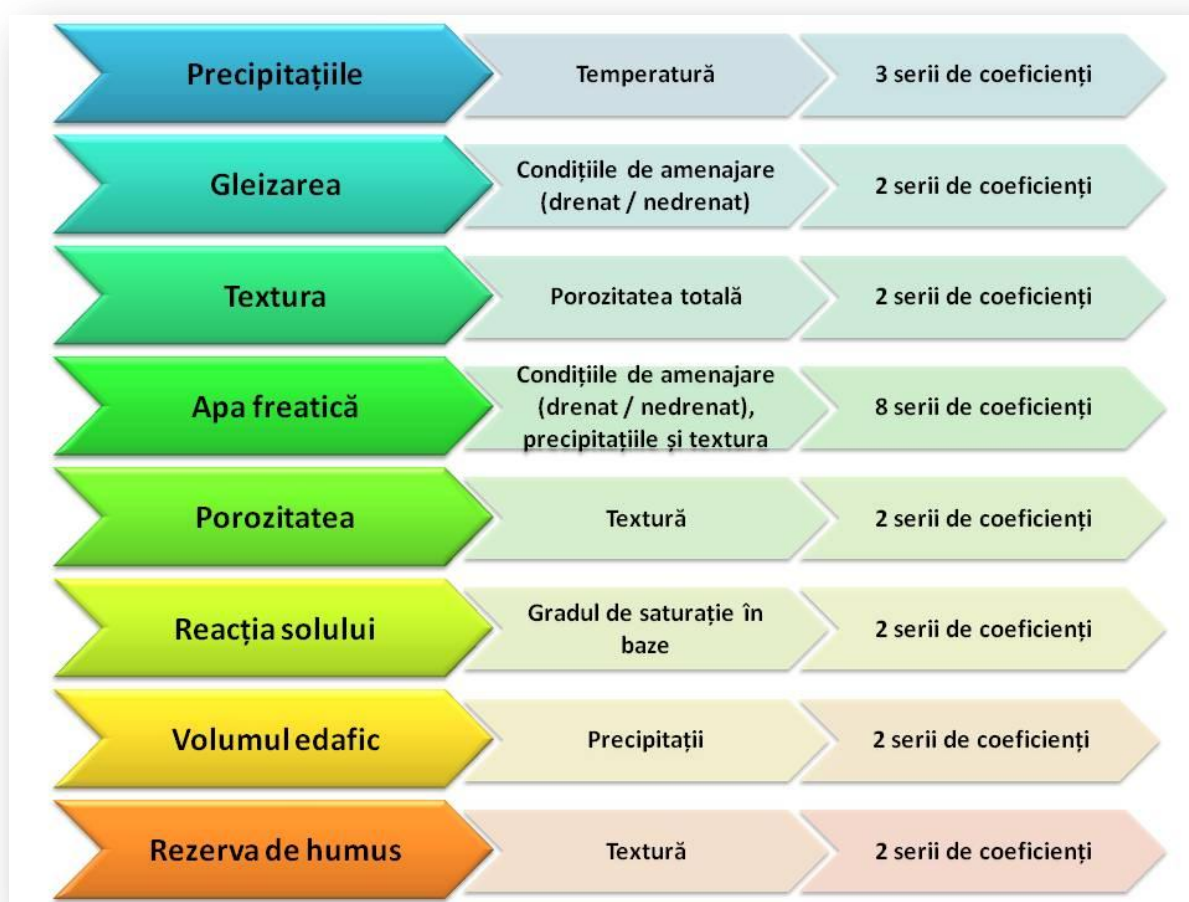 Precipitațiile
Temperatură
3 serii de coeficienți
Gleizarea
Condițiile de amenajare
(drenat / nedrenat)
2 serii de coeficienți
Textura
Porozitatea totală
2 serii de coeficienți
Apa freatică
Condițiile de amenajare
(drenat / nedrenat),
precipitațiile și textura
8 serii de coeficienți
Porozitatea
Textură
2 serii de coeficienți
Reacția solului
Gradul de saturație în
baze
2 serii de coeficienți
Volumul edafic
Precipitații
2 serii de coeficienți
Rezerva de humus
Textură
2 serii de coeficienți